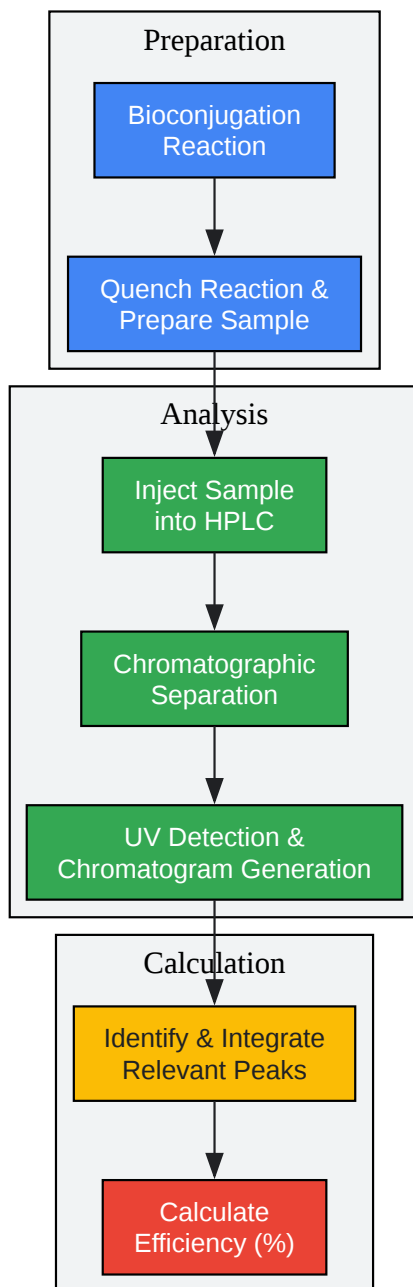 Preparation
Bioconjugation
Reaction
Quench Reaction &
Prepare Sample
Analysis
Inject Sample
into HPLC
Chromatographic
Separation
UV Detection &
Chromatogram Generation
Calculation
Identify & Integrate
Relevant Peaks
Calculate
Efficiency (%)